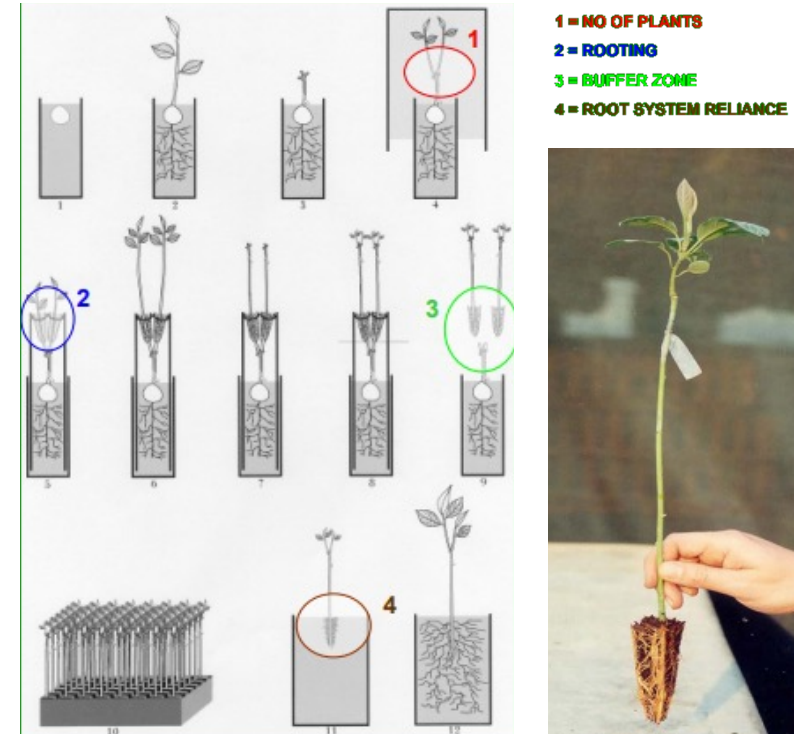 1 = NO OF PLANTS
2 = ROOTING
3 = BUFFER ZONE
4 = ROOT SYSTEM RELIANCE
1
1 2 3 4
2
3
5 6 7 8 9
4
10 11 12